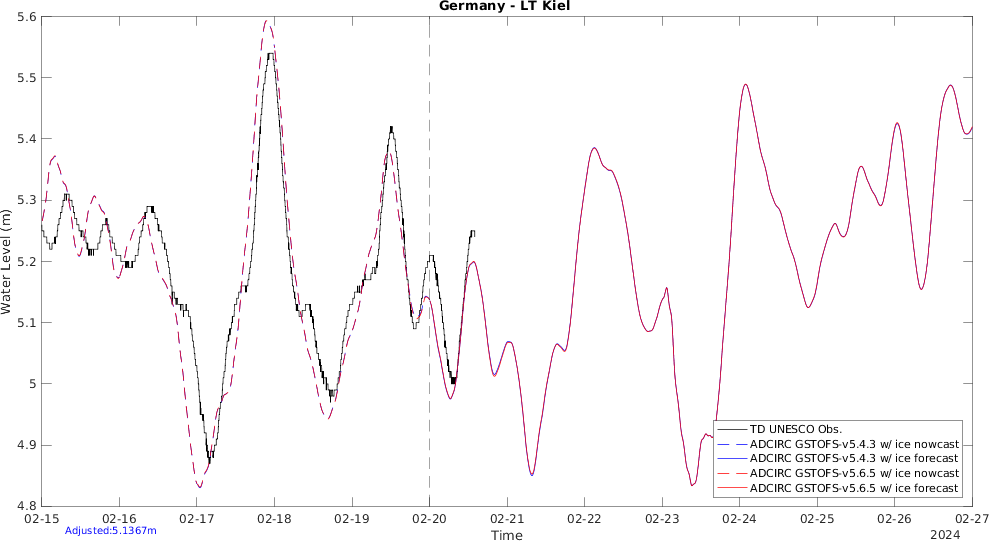 Germany - LT Kiel
5.6
5.5
5.4
5.3
5.2
5.1
5
4.9
4.8
Water Level (m)
02-15 02-16 02-17 02-18 02-19 02-20 02-21 02-22 02-23 02-24 02-25 02-26 02-27
Time
2024
Adjusted:5.1367m
TD UNESCO Obs.
ADCIRC GSTOFS-v5.4.3 w/ ice nowcast
ADCIRC GSTOFS-v5.4.3 w/ ice forecast
ADCIRC GSTOFS-v5.6.5 w/ ice nowcast
ADCIRC GSTOFS-v5.6.5 w/ ice forecast